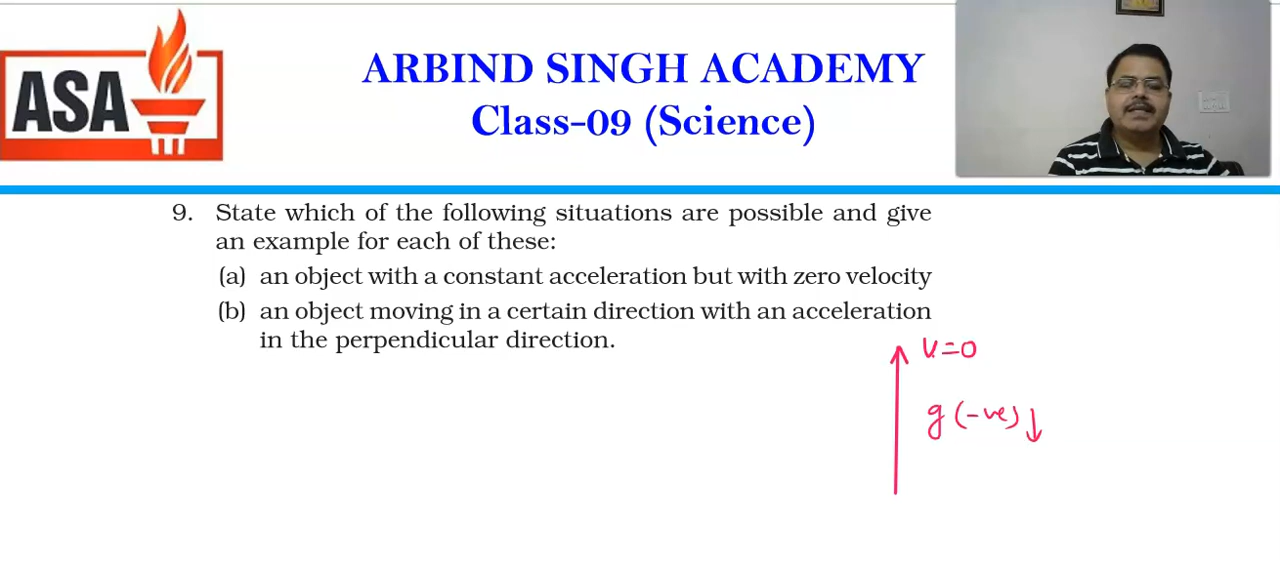 ASA
ARBIND SINGH ACADEMY
Class-09 (Science)
9. State which of the following situations are possible and give
an example for each of these:
(a) an object with a constant acceleration but with zero velocity
(b) an object moving in a certain direction with an acceleration
in the perpendicular direction.
v=0
g (-ve) ↓